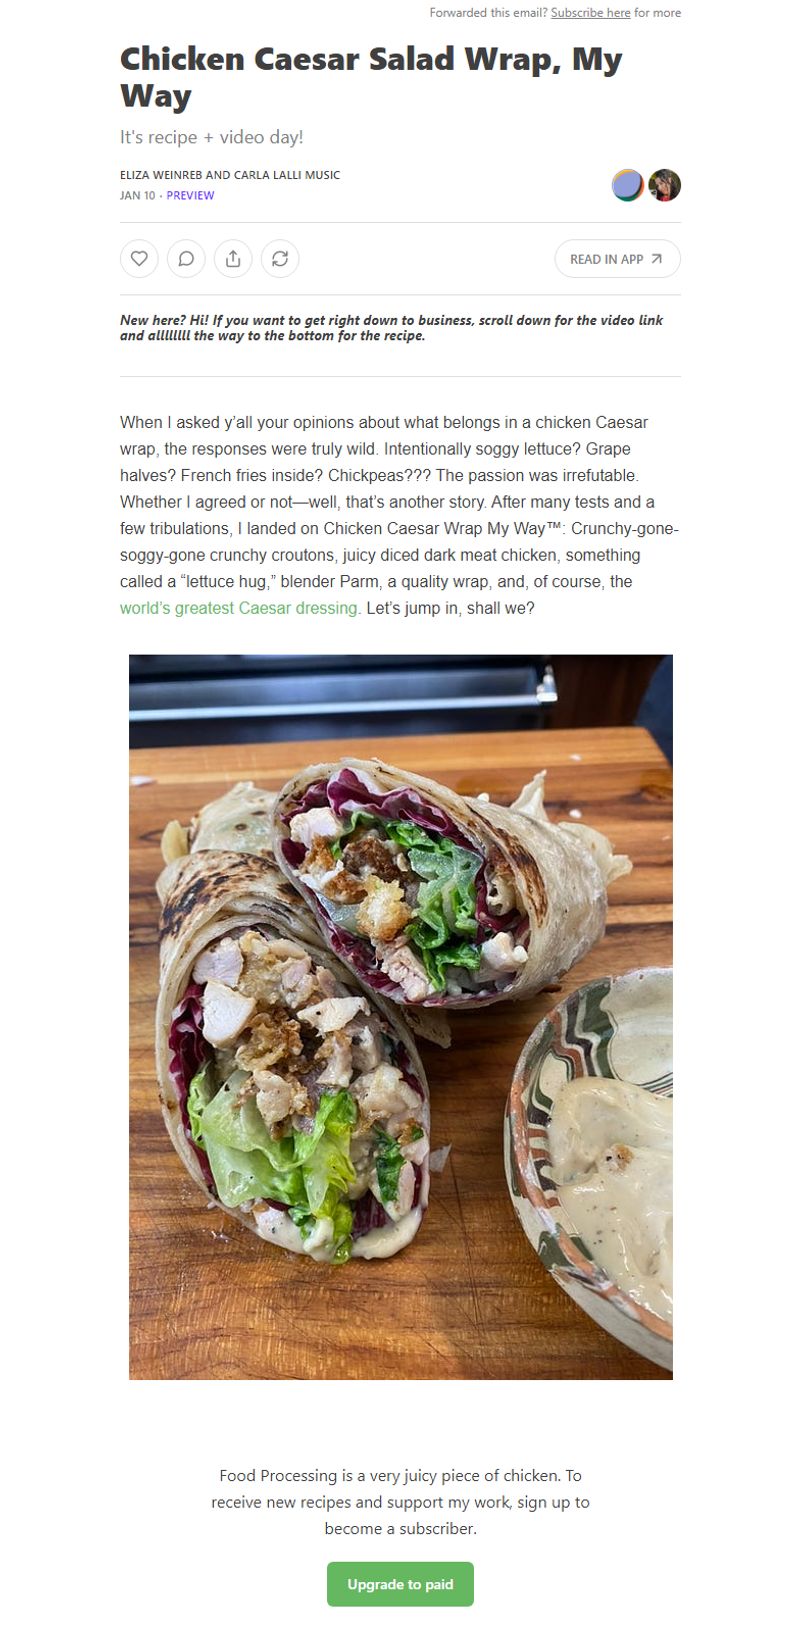 Forwarded this email? Subscribe here for more
Chicken Caesar Salad Wrap, My
Way
It's recipe + video day!
ELIZA WEINREB AND CARLA LALLI MUSIC
JAN 10 · PREVIEW
READ IN APP
New here? Hi! If you want to get right down to business, scroll down for the video link
and allllllll the way to the bottom for the recipe.
When I asked y’all your opinions about what belongs in a chicken Caesar
wrap, the responses were truly wild. Intentionally soggy lettuce? Grape
halves? French fries inside? Chickpeas??? The passion was irrefutable.
Whether I agreed or not—well, that’s another story. After many tests and a
few tribulations, I landed on Chicken Caesar Wrap My Way™: Crunchy-gone-
soggy-gone crunchy croutons, juicy diced dark meat chicken, something
called a “lettuce hug,” blender Parm, a quality wrap, and, of course, the
world’s greatest Caesar dressing. Let’s jump in, shall we?
Food Processing is a very juicy piece of chicken. To
receive new recipes and support my work, sign up to
become a subscriber.
Upgrade to paid